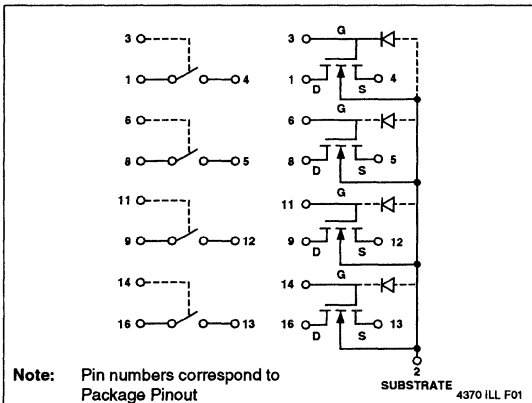 3 3 G
1 4 1 4
D S
G
6 6
8 5 8 5
D S
G
11 11
9 12 9 12
D S
G
14 14
16 13 16 13
D S
2
SUBSTRATE
Note: Pin numbers correspond to
Package Pinout
4370 ILL F01